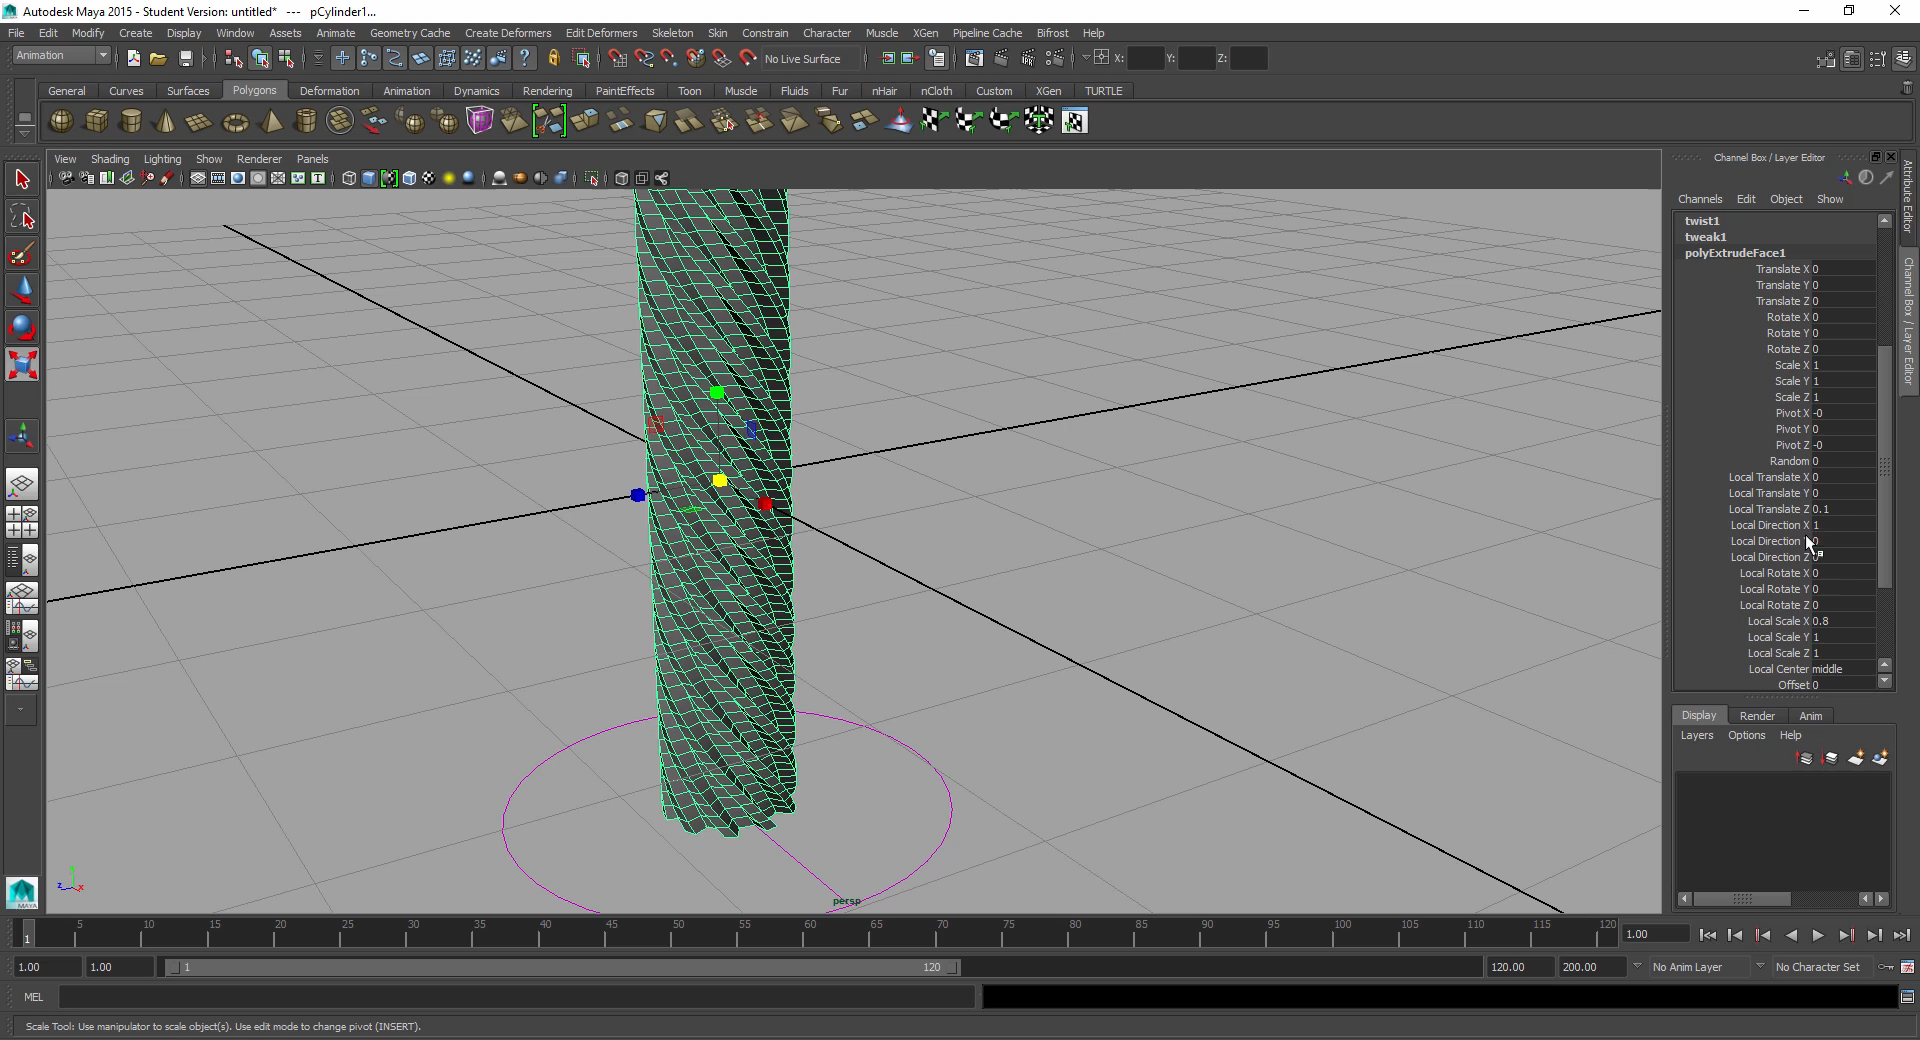 Autodesk Maya 2015 - Student Version: untitled*   ---   pCylinder1...
File Edit Modify Create Display Window Assets Animate Geometry Cache Create Deformers Edit Deformers Skeleton Skin Constrain Character Muscle XGen Pipeline Cache Bifrost Help
Animation No Live Surface X: Y: Z:
General Curves Surfaces Polygons Deformation Animation Dynamics Rendering PaintEffects Toon Muscle Fluids Fur nHair nCloth Custom XGen TURTLE
View Shading Lighting Show Renderer Panels
Channel Box / Layer Editor
Channels Edit Object Show
twist1
tweak1
polyExtrudeFace1
Translate X 0
Translate Y 0
Translate Z 0
Rotate X 0
Rotate Y 0
Rotate Z 0
Scale X 1
Scale Y 1
Scale Z 1
Pivot X -0
Pivot Y 0
Pivot Z -0
Random 0
Local Translate X 0
Local Translate Y 0
Local Translate Z 0.1
Local Direction X 1
Local Direction
Local Direction Z 0
Local Rotate X 0
Local Rotate Y 0
Local Rotate Z 0
Local Scale X 0.8
Local Scale Y 1
Local Scale Z 1
Local Center middle
Offset 0
Attribute Editor
Channel Box / Layer Editor
Display Render Anim
Layers Options Help
z x
persp
MAYA
1 5 10 15 20 25 30 35 40 45 50 55 60 65 70 75 80 85 90 95 100 105 110 115 120 1.00
1.00 1.00 1 120 120.00 200.00 No Anim Layer No Character Set
MEL
Scale Tool: Use manipulator to scale object(s). Use edit mode to change pivot (INSERT).